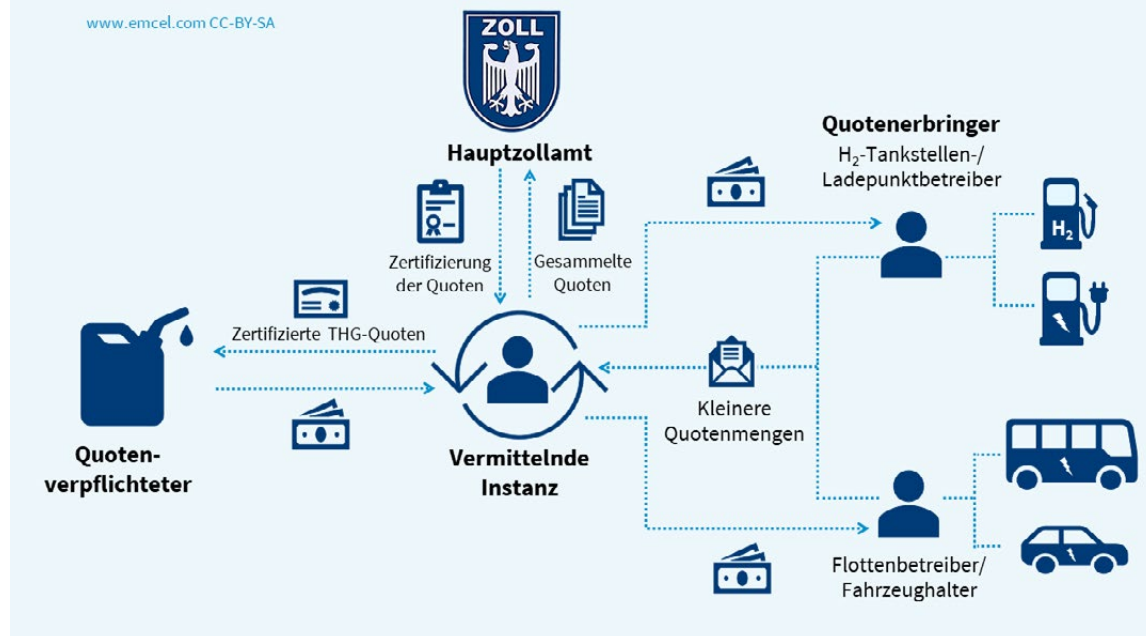 www.emcel.com CC-BY-SA
ZOLL
Hauptzollamt
Quotenerbringer
H₂-Tankstellen-/
Ladepunktbetreiber
H₂
Zertifizierung
der Quoten
Gesammelte
Quoten
Zertifizierte THG-Quoten
Kleinere
Quotenmengen
Quoten-
verpflichteter
Vermittelnde
Instanz
Flottenbetreiber/
Fahrzeughalter